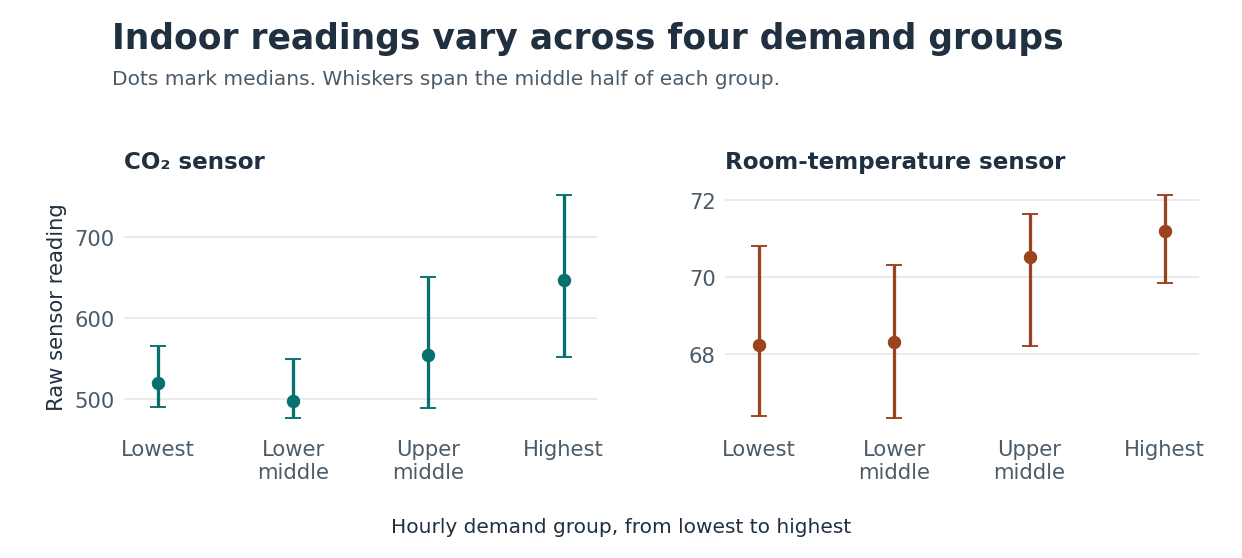 Indoor readings vary across four demand groups
Dots mark medians. Whiskers span the middle half of each group.
CO₂ sensor
Raw sensor reading
700
600
500
Lowest
Lower
middle
Upper
middle
Highest
Room-temperature sensor
72
70
68
Lowest
Lower
middle
Upper
middle
Highest
Hourly demand group, from lowest to highest